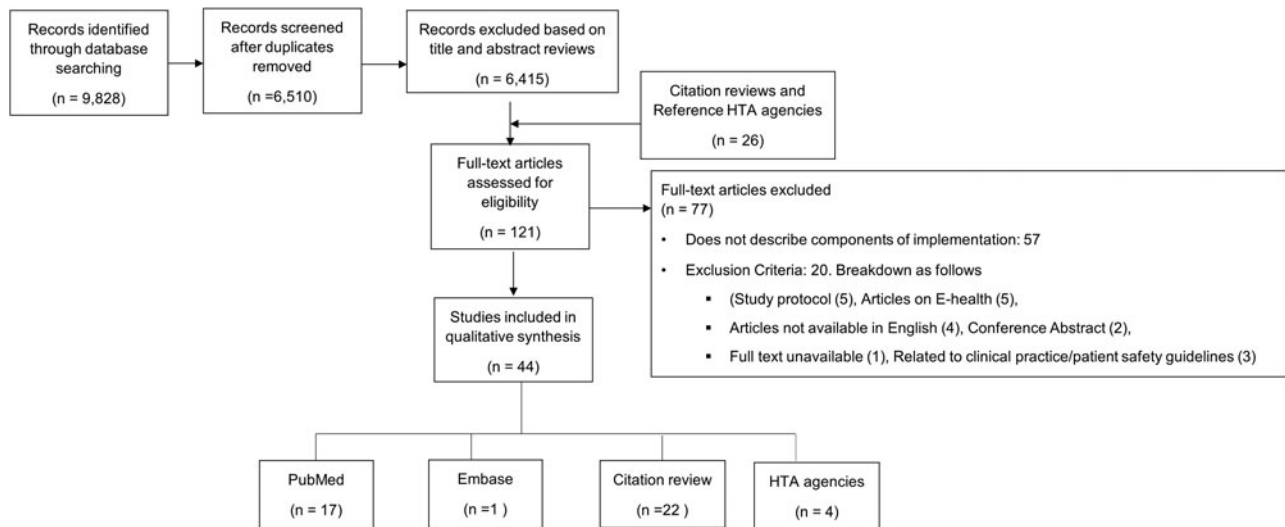 Records identified
through database
searching
(n = 9,828)
Records screened
after duplicates
removed
(n =6,510)
Records excluded based on
title and abstract reviews
(n = 6,415)
Citation reviews and
Reference HTA agencies
(n = 26)
Full-text articles
assessed for
eligibility
(n = 121)
Full-text articles excluded
(n = 77)
• Does not describe components of implementation: 57
• Exclusion Criteria: 20. Breakdown as follows
▪ (Study protocol (5), Articles on E-health (5),
▪ Articles not available in English (4), Conference Abstract (2),
▪ Full text unavailable (1), Related to clinical practice/patient safety guidelines (3)
Studies included in
qualitative synthesis
(n = 44)
PubMed
(n = 17)
Embase
(n =1 )
Citation review
(n =22 )
HTA agencies
(n = 4)